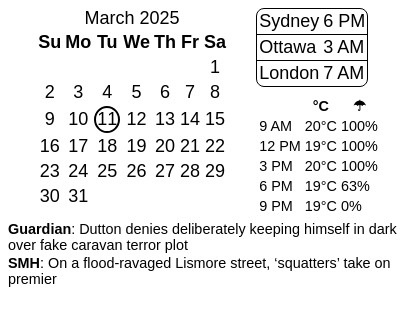 March 2025
Su Mo Tu We Th Fr Sa
1
2 3 4 5 6 7 8
9 10 11 12 13 14 15
16 17 18 19 20 21 22
23 24 25 26 27 28 29
30 31
Sydney 6 PM
Ottawa 3 AM
London 7 AM
°C ☂
9 AM 20°C 100%
12 PM 19°C 100%
3 PM 20°C 100%
6 PM 19°C 63%
9 PM 19°C 0%
Guardian: Dutton denies deliberately keeping himself in dark
over fake caravan terror plot
SMH: On a flood-ravaged Lismore street, ‘squatters’ take on
premier